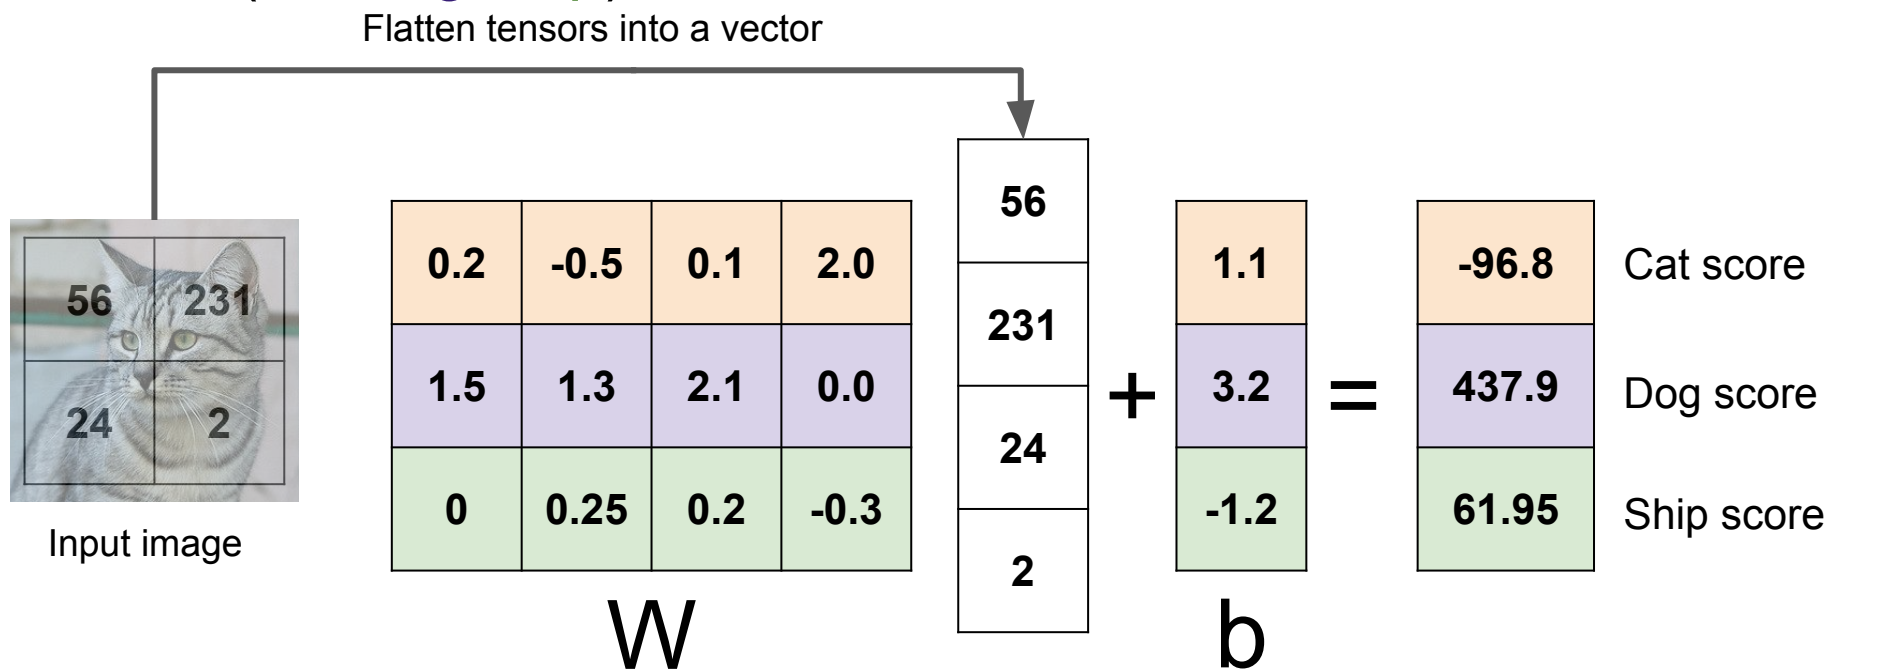 Flatten tensors into a vector
56 231
24 2
Input image
0.2 -0.5 0.1 2.0
1.5 1.3 2.1 0.0
0 0.25 0.2 -0.3
W
56
231
24
2
+
1.1
3.2
-1.2
b
=
-96.8 Cat score
437.9 Dog score
61.95 Ship score